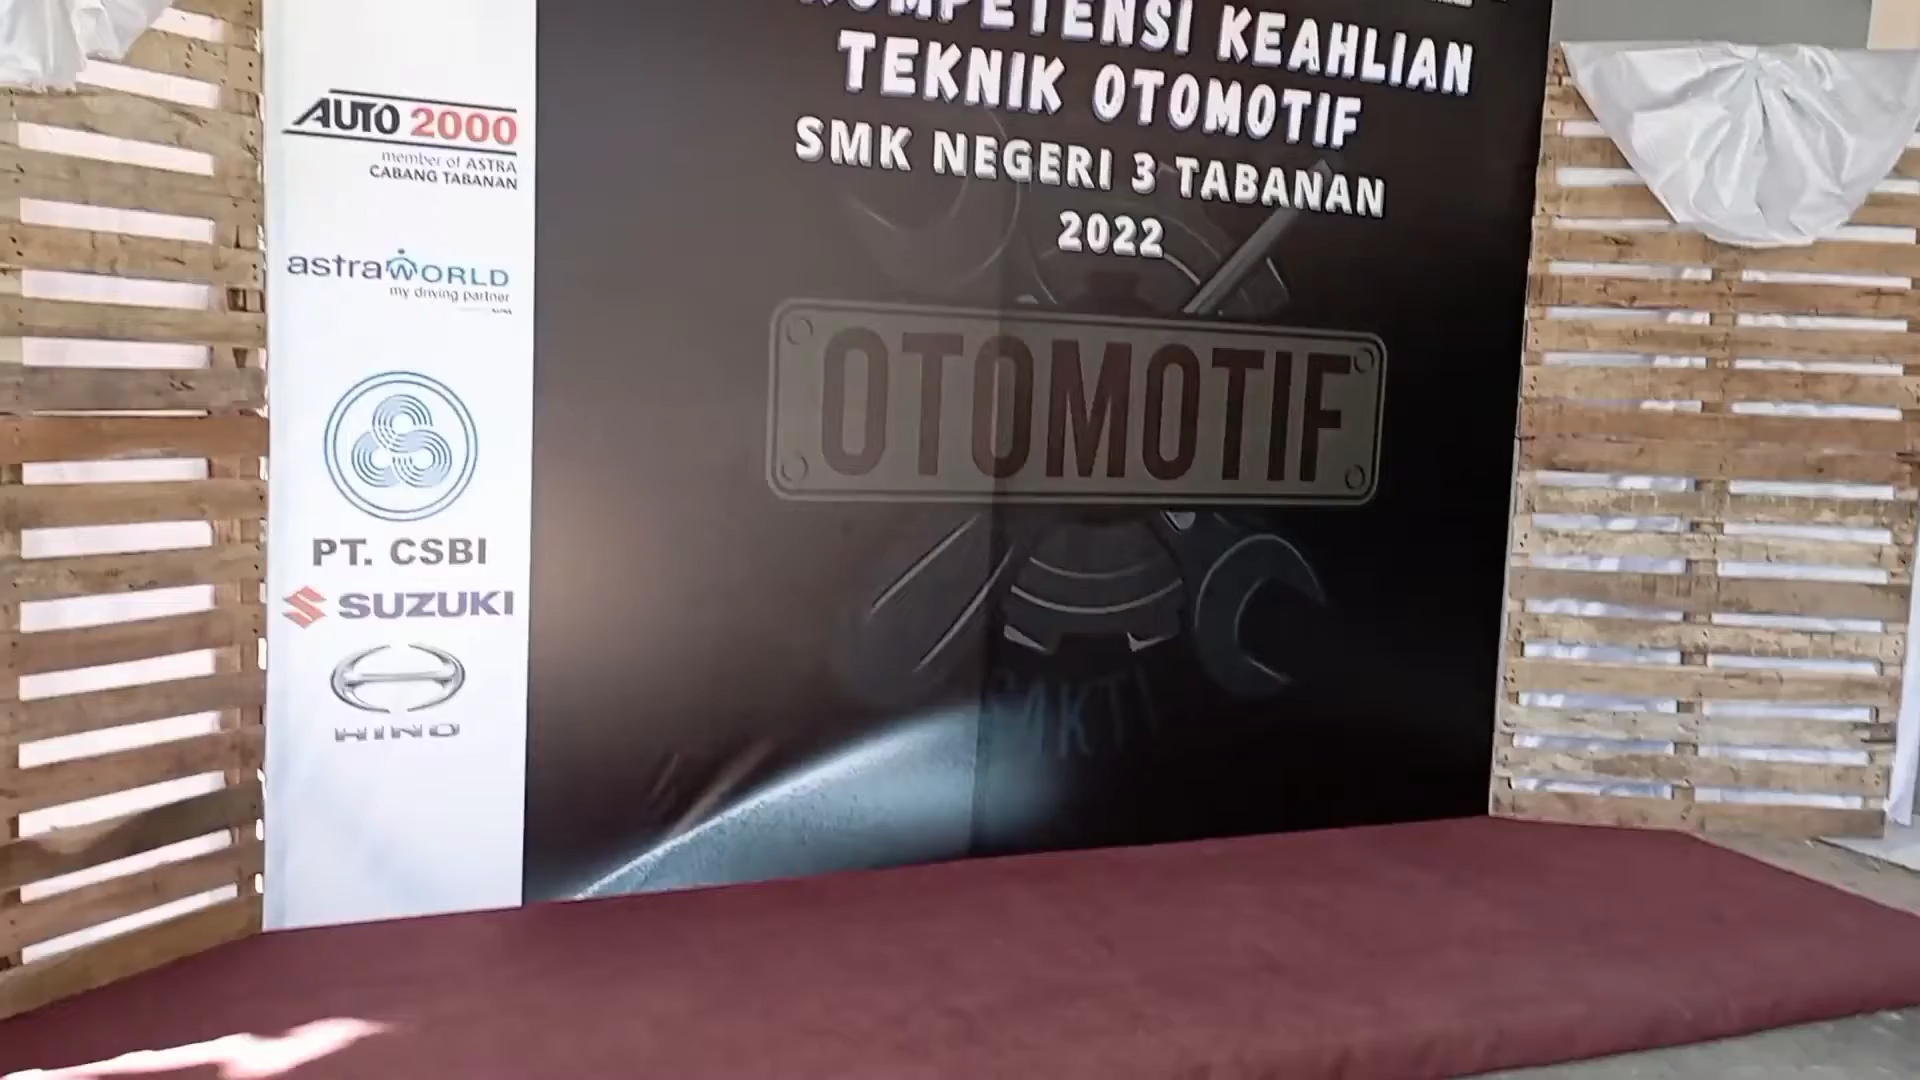 KOMPETENSI KEAHLIAN
TEKNIK OTOMOTIF
SMK NEGERI 3 TABANAN
2022
OTOMOTIF
AUTO 2000
member of ASTRA
CABANG TABANAN
astraWORLD
my driving partner
PT. CSBI
SUZUKI
HINO